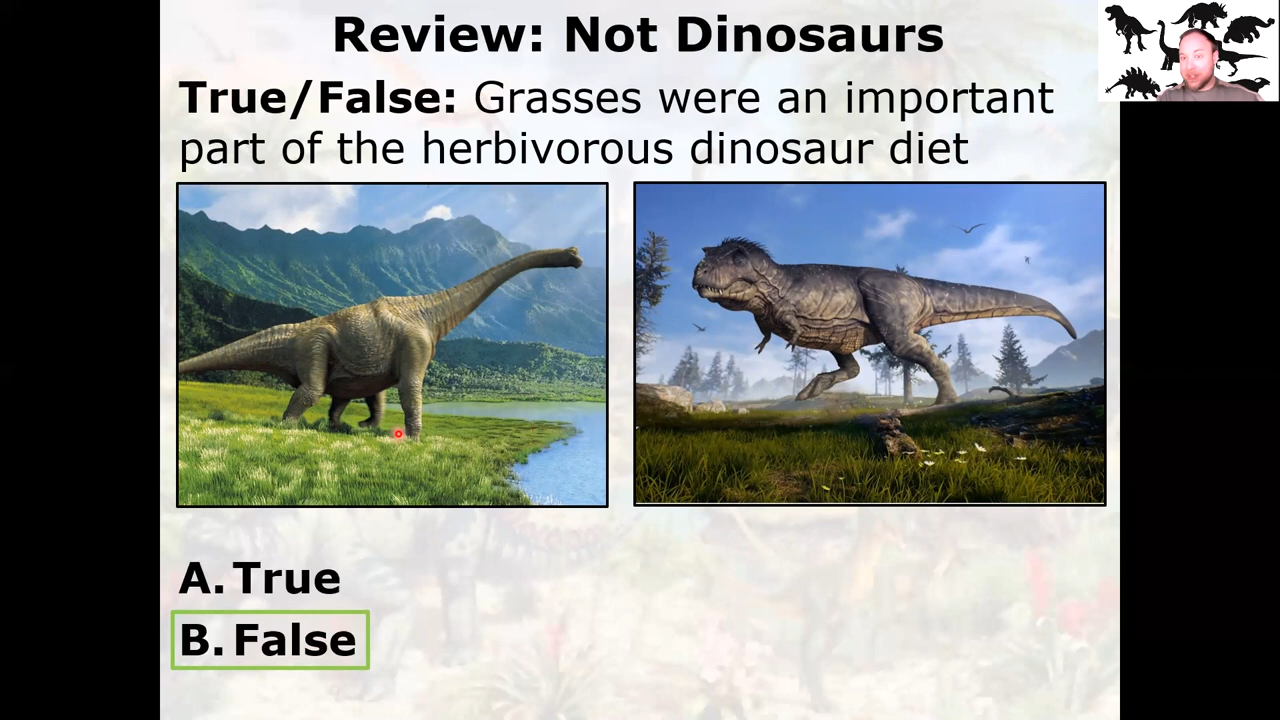 Review: Not Dinosaurs
True/False: Grasses were an important
part of the herbivorous dinosaur diet
A. True
B. False